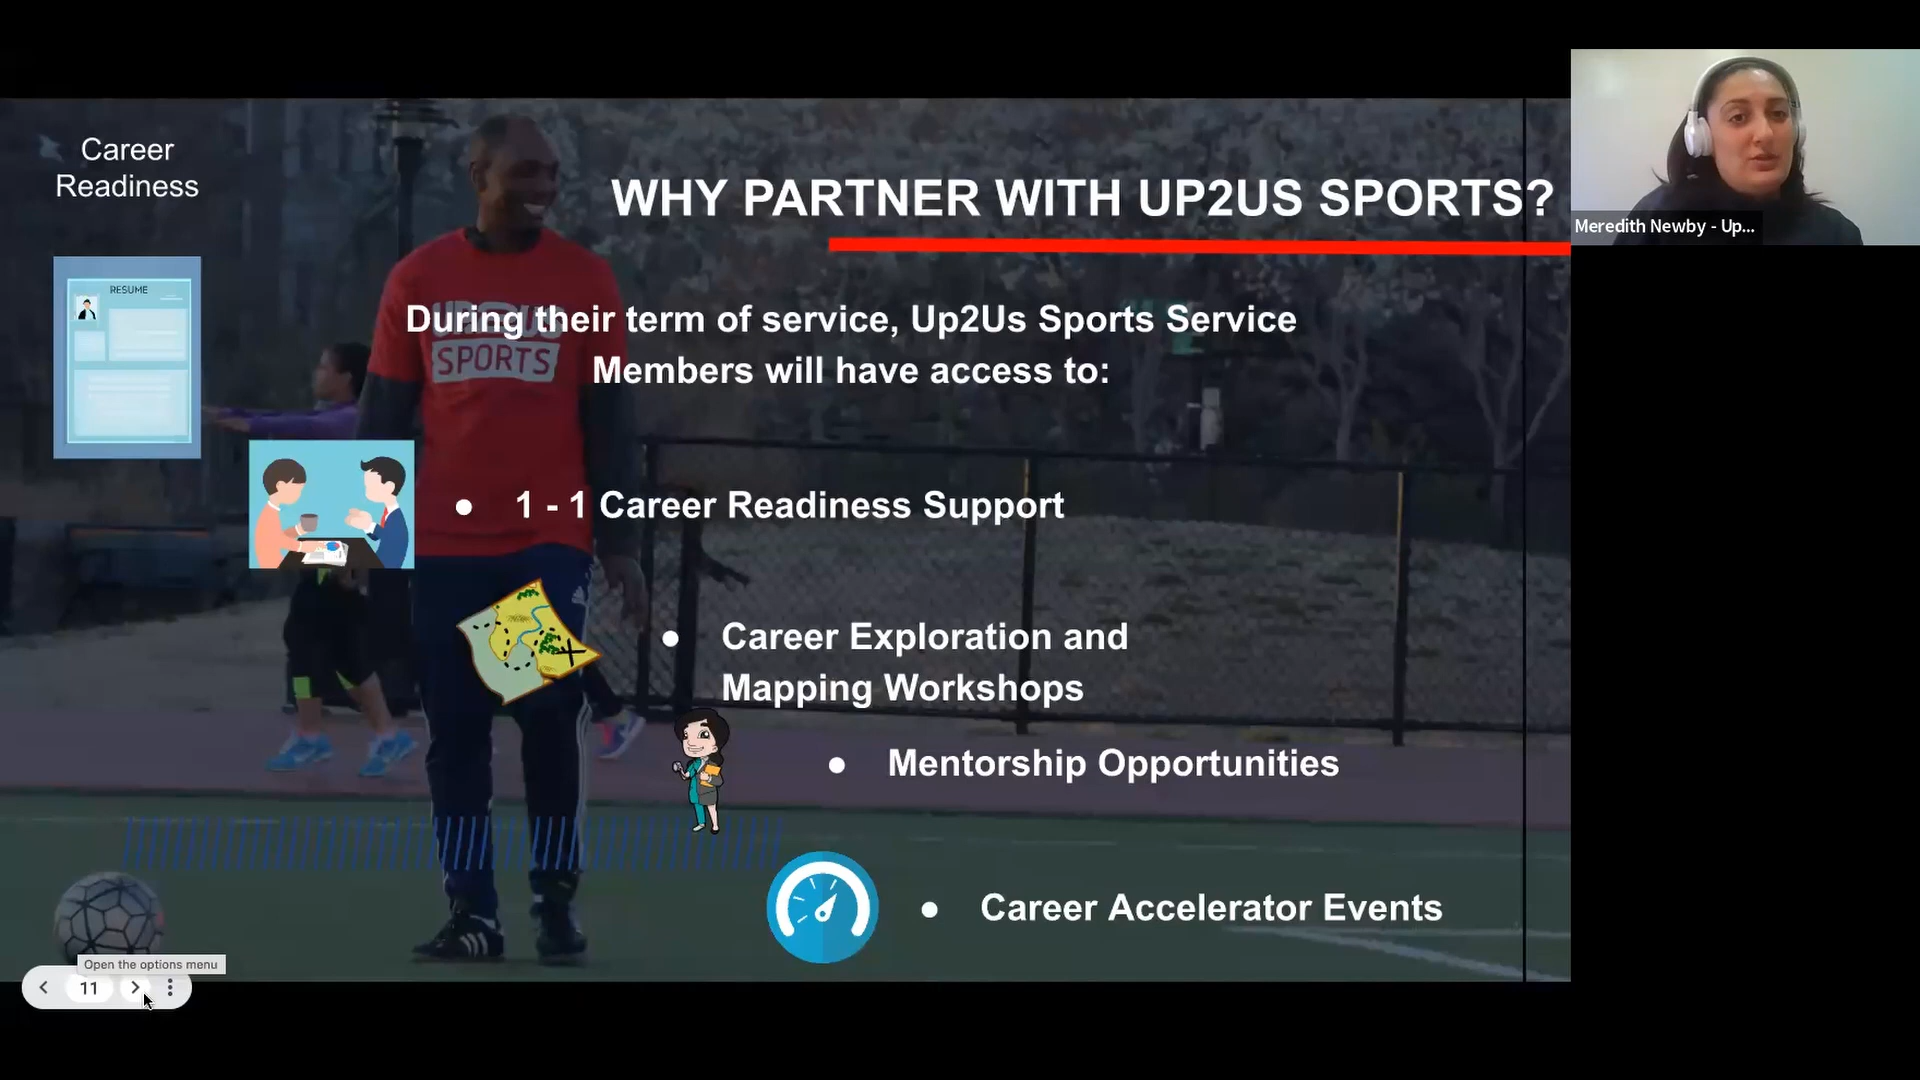 Career
Readiness
RESUME
WHY PARTNER WITH UP2US SPORTS?
Meredith Newby - Up...
UP2US
SPORTS
During their term of service, Up2Us Sports Service
Members will have access to:
● 1 - 1 Career Readiness Support
● Career Exploration and
Mapping Workshops
● Mentorship Opportunities
● Career Accelerator Events
Open the options menu
11